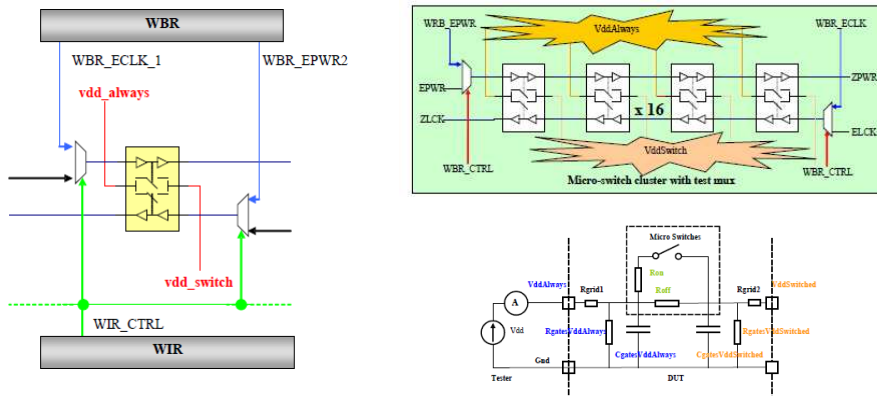 WBR
WBR_ECLK_1
WBR_EPWR2
vdd_always
vdd_switch
WIR_CTRL
WIR
WRB_EPWR
VddAlways
WBR_ECLK
EPWR
ZPWR
x 16
ZLCK
ELCK
VddSwitch
WBR_CTRL
WBR_CTRL
Micro-switch cluster with test mux
Micro Switches
VddAlways
Ron
Rgrid1
Roff
Rgrid2
VddSwitched
A
Vdd
RgatesVddAlways
RgatesVddSwitched
CgatesVddAlways
CgatesVddSwitched
Gnd
Tester
DUT